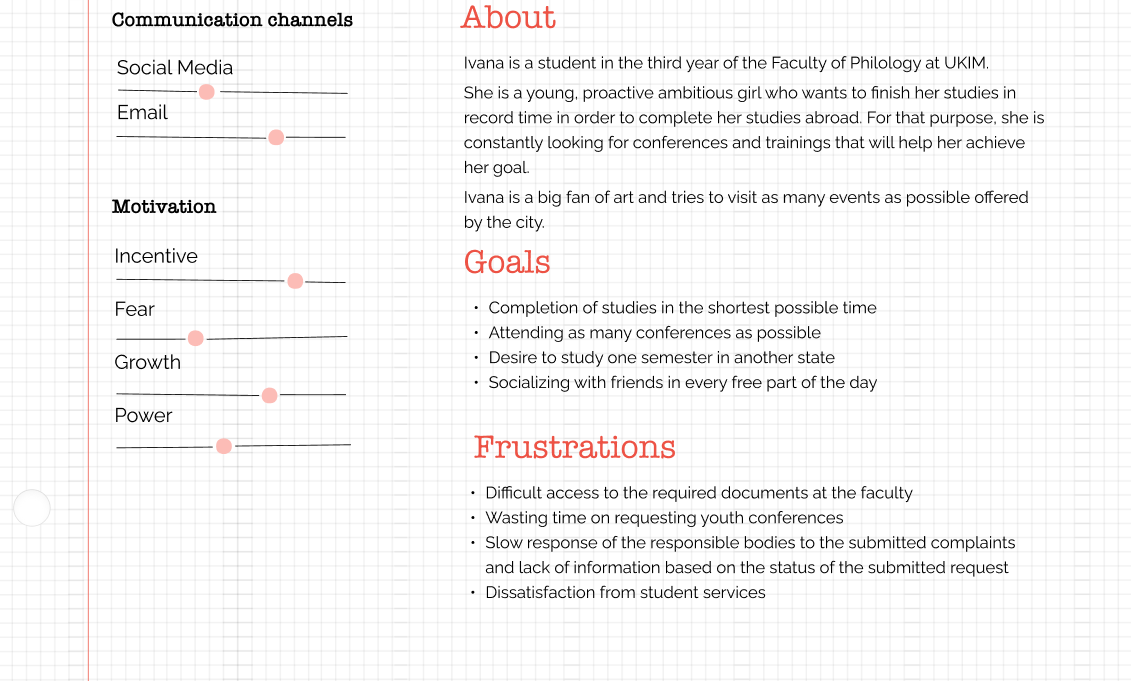 Communication channels
Social Media
Email
Motivation
Incentive
Fear
Growth
Power
About
Ivana is a student in the third year of the Faculty of Philology at UKIM.
She is a young, proactive ambitious girl who wants to finish her studies in
record time in order to complete her studies abroad. For that purpose, she is
constantly looking for conferences and trainings that will help her achieve
her goal.
Ivana is a big fan of art and tries to visit as many events as possible offered
by the city.
Goals
• Completion of studies in the shortest possible time
• Attending as many conferences as possible
• Desire to study one semester in another state
• Socializing with friends in every free part of the day
Frustrations
• Difficult access to the required documents at the faculty
• Wasting time on requesting youth conferences
• Slow response of the responsible bodies to the submitted complaints
and lack of information based on the status of the submitted request
• Dissatisfaction from student services